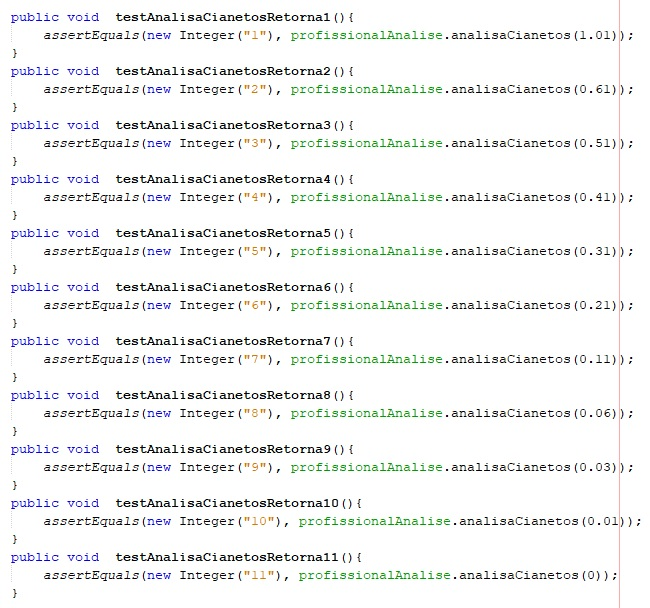 public void  testAnalisaCianetosRetorna1(){
    assertEquals(new Integer("1"), profissionalAnalise.analisaCianetos(1.01));
}
public void  testAnalisaCianetosRetorna2(){
    assertEquals(new Integer("2"), profissionalAnalise.analisaCianetos(0.61));
}
public void  testAnalisaCianetosRetorna3(){
    assertEquals(new Integer("3"), profissionalAnalise.analisaCianetos(0.51));
}
public void  testAnalisaCianetosRetorna4(){
    assertEquals(new Integer("4"), profissionalAnalise.analisaCianetos(0.41));
}
public void  testAnalisaCianetosRetorna5(){
    assertEquals(new Integer("5"), profissionalAnalise.analisaCianetos(0.31));
}
public void  testAnalisaCianetosRetorna6(){
    assertEquals(new Integer("6"), profissionalAnalise.analisaCianetos(0.21));
}
public void  testAnalisaCianetosRetorna7(){
    assertEquals(new Integer("7"), profissionalAnalise.analisaCianetos(0.11));
}
public void  testAnalisaCianetosRetorna8(){
    assertEquals(new Integer("8"), profissionalAnalise.analisaCianetos(0.06));
}
public void  testAnalisaCianetosRetorna9(){
    assertEquals(new Integer("9"), profissionalAnalise.analisaCianetos(0.03));
}
public void  testAnalisaCianetosRetorna10(){
    assertEquals(new Integer("10"), profissionalAnalise.analisaCianetos(0.01));
}
public void  testAnalisaCianetosRetorna11(){
    assertEquals(new Integer("11"), profissionalAnalise.analisaCianetos(0));
}